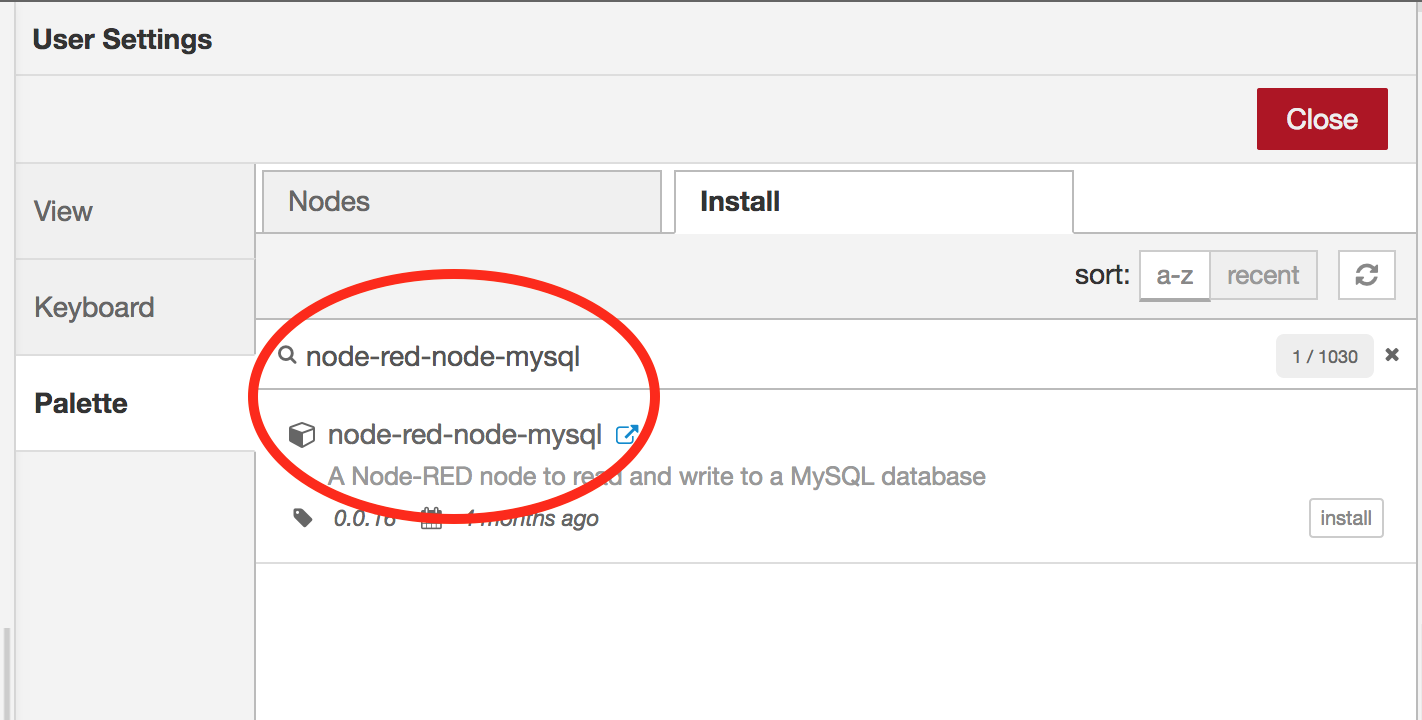 User Settings
Close
View
Keyboard
Palette
Nodes
Install
sort: a-z recent
node-red-node-mysql
1 / 1030
node-red-node-mysql
A Node-RED node to read and write to a MySQL database
0.0.16 4 months ago
install